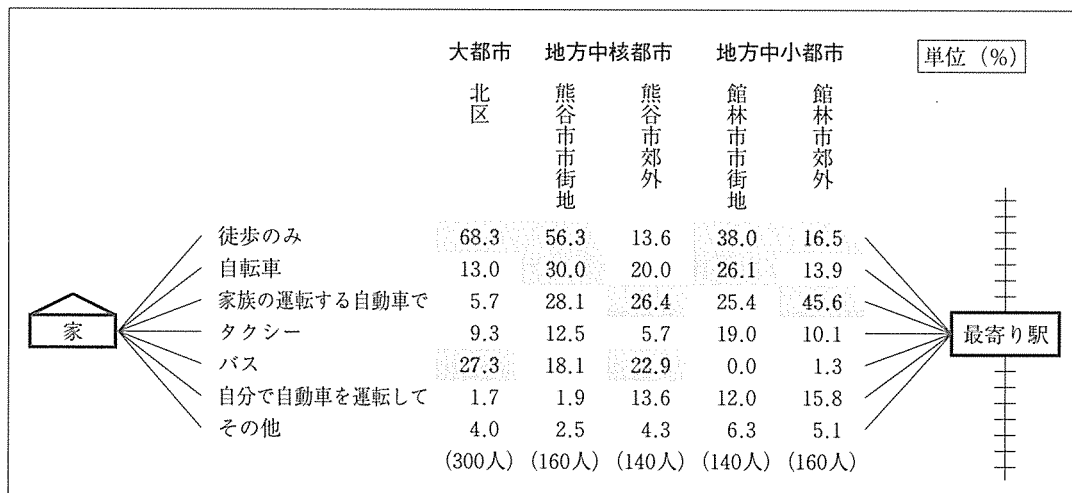 大都市 地方中核都市 地方中小都市 単位(%)
北区 熊谷市市街地 熊谷市郊外 館林市市街地 館林市郊外
徒歩のみ 68.3 56.3 13.6 38.0 16.5
自転車 13.0 30.0 20.0 26.1 13.9
家族の運転する自動車で 5.7 28.1 26.4 25.4 45.6
家 タクシー 9.3 12.5 5.7 19.0 10.1 最寄り駅
バス 27.3 18.1 22.9 0.0 1.3
自分で自動車を運転して 1.7 1.9 13.6 12.0 15.8
その他 4.0 2.5 4.3 6.3 5.1
(300人) (160人) (140人) (140人) (160人)